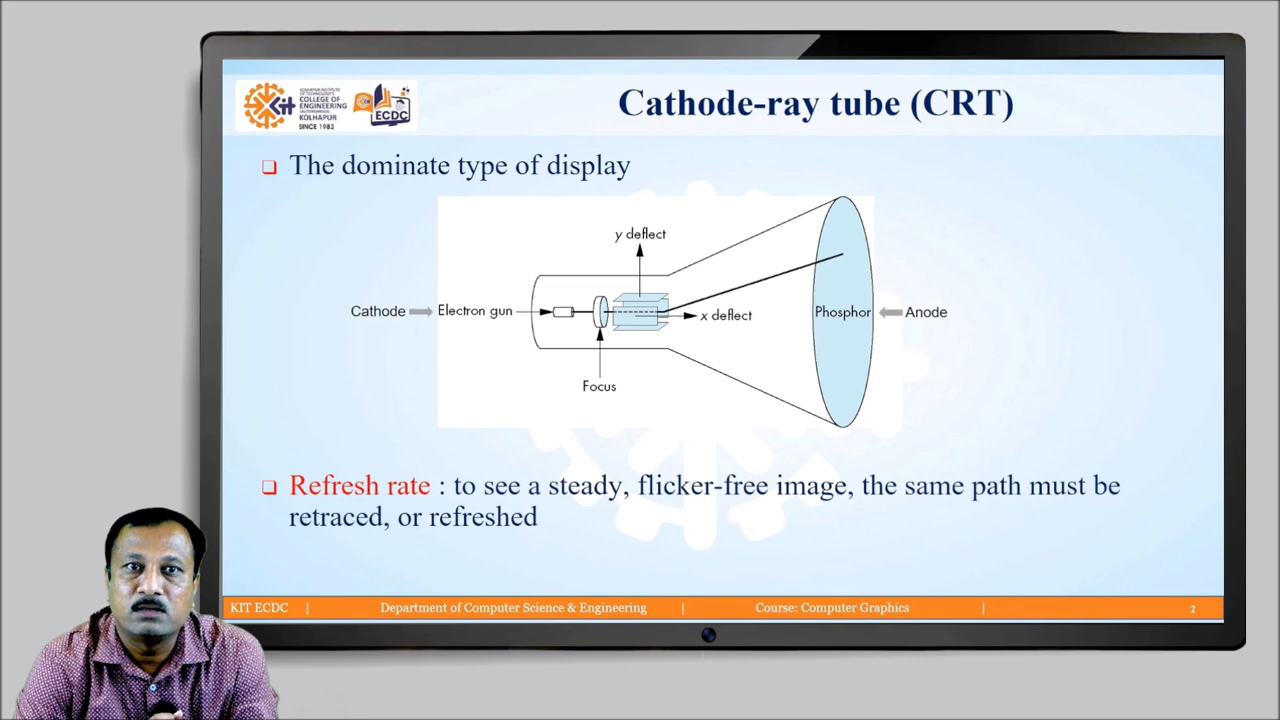 KOLHAPUR INSTITUTE
OF TECHNOLOGY'S
COLLEGE OF
ENGINEERING
(AUTONOMOUS)
KOLHAPUR
SINCE 1983
Kit
ECDC
Cathode-ray tube (CRT)
❑ The dominate type of display
y deflect
Cathode
Electron gun
x deflect
Phosphor
Anode
Focus
❑ Refresh rate : to see a steady, flicker-free image, the same path must be
retraced, or refreshed
KIT ECDC | Department of Computer Science & Engineering | Course: Computer Graphics | 2